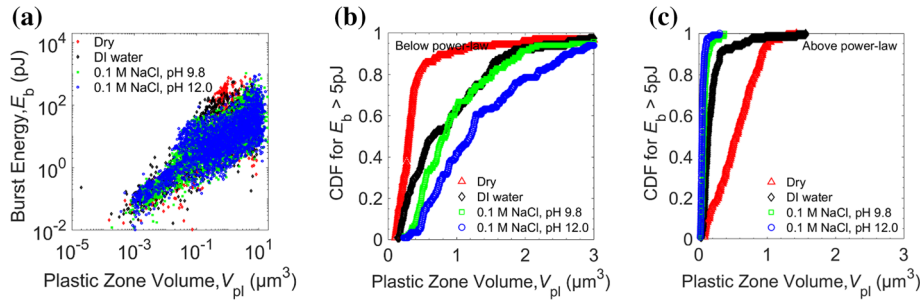 (a)
10^4
10^2
10^0
10^-2
10^-5
10^-3
10^-1
10^1
Burst Energy, E_b (pJ)
Plastic Zone Volume, V_pl (µm^3)
Dry
DI water
0.1 M NaCl, pH 9.8
0.1 M NaCl, pH 12.0
(b)
Below power-law
1
0.8
0.6
0.4
0.2
0
0
1
2
3
CDF for E_b > 5pJ
Plastic Zone Volume, V_pl (µm^3)
Dry
DI water
0.1 M NaCl, pH 9.8
0.1 M NaCl, pH 12.0
(c)
Above power-law
1
0.8
0.6
0.4
0.2
0
0
1
2
3
CDF for E_b > 5pJ
Plastic Zone Volume, V_pl (µm^3)
Dry
DI water
0.1 M NaCl, pH 9.8
0.1 M NaCl, pH 12.0